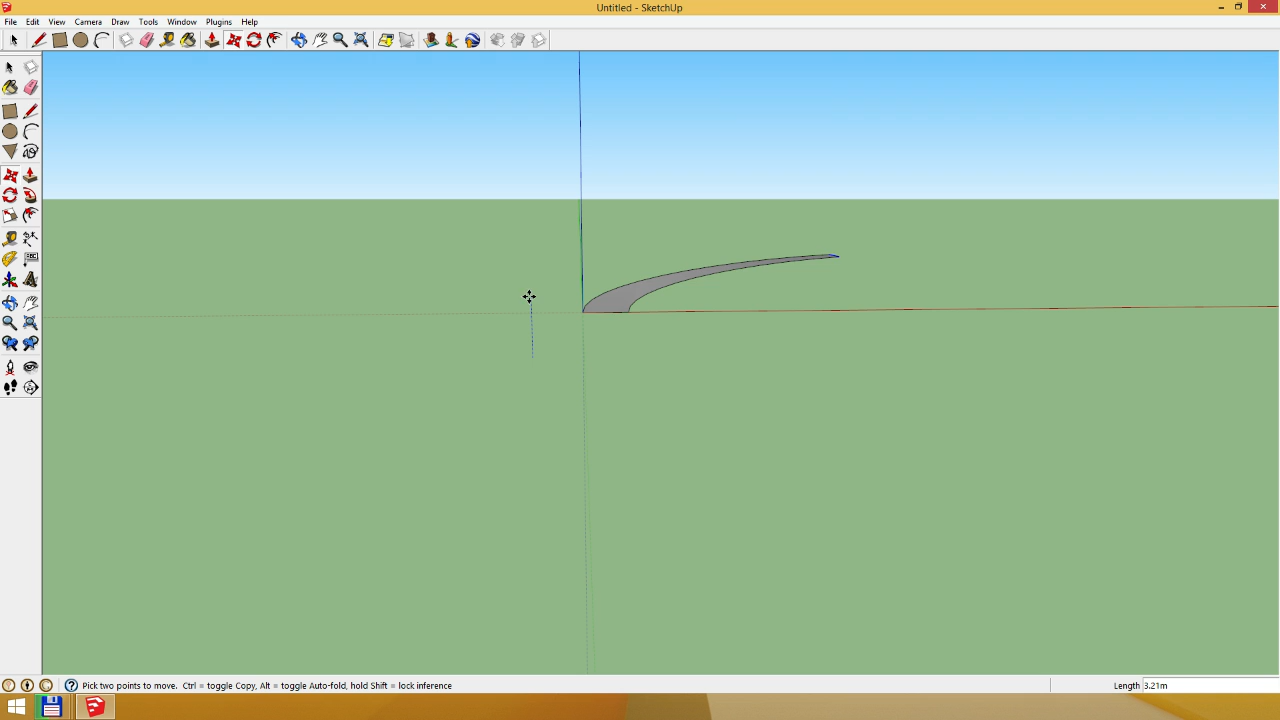 Untitled - SketchUp
File Edit View Camera Draw Tools Window Plugins Help
Pick two points to move. Ctrl = toggle Copy, Alt = toggle Auto-fold, hold Shift = lock inference
Length 3.21m